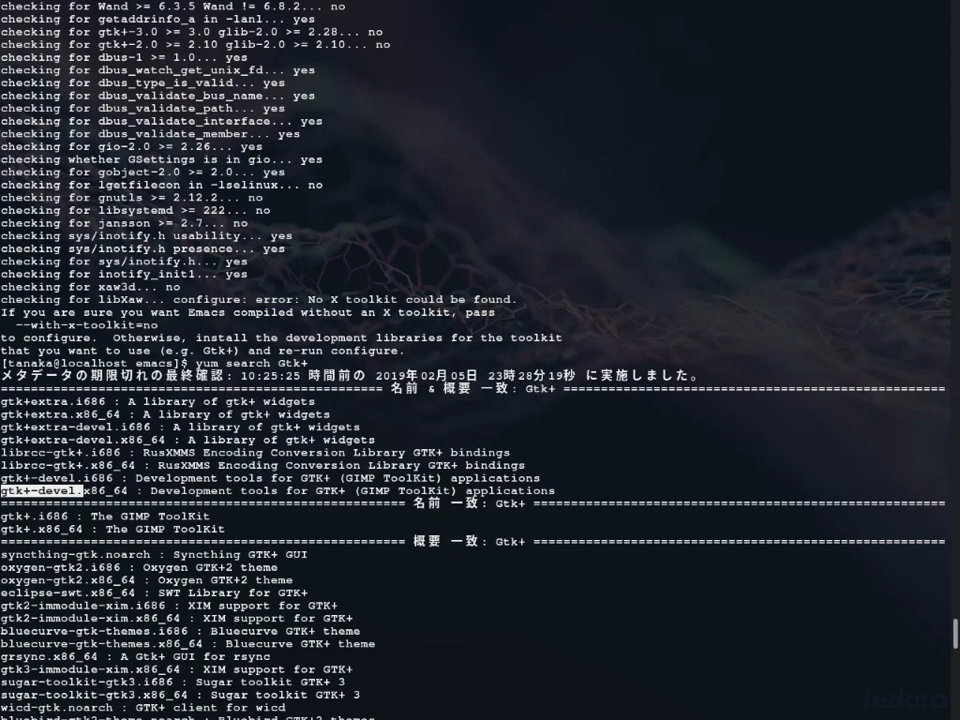 checking for Wand >= 6.3.5 Wand != 6.8.2... no
checking for getaddrinfo_a in -lanl... yes
checking for gtk+-3.0 >= 3.0 glib-2.0 >= 2.28... no
checking for gtk+-2.0 >= 2.10 glib-2.0 >= 2.10... no
checking for dbus-1 >= 1.0... yes
checking for dbus_watch_get_unix_fd... yes
checking for dbus_type_is_valid... yes
checking for dbus_validate_bus_name... yes
checking for dbus_validate_path... yes
checking for dbus_validate_interface... yes
checking for dbus_validate_member... yes
checking for gio-2.0 >= 2.26... yes
checking whether GSettings is in gio... yes
checking for gobject-2.0 >= 2.0... yes
checking for lgetfilecon in -lselinux... no
checking for gnutls >= 2.12.2... no
checking for libsystemd >= 222... no
checking for jansson >= 2.7... no
checking sys/inotify.h usability... yes
checking sys/inotify.h presence... yes
checking for sys/inotify.h... yes
checking for inotify_init1... yes
checking for xaw3d... no
checking for libXaw... configure: error: No X toolkit could be found.
If you are sure you want Emacs compiled without an X toolkit, pass
  --with-x-toolkit=no
to configure.  Otherwise, install the development libraries for the toolkit
that you want to use (e.g. Gtk+) and re-run configure.
[tanaka@localhost emacs]$ yum search Gtk+
メタデータの期限切れの最終確認: 10:25:25 時間前の 2019年02月05日 23時28分19秒 に実施しました。
================================================= 名前 & 概要 一致: Gtk+ ==================================================
gtk+extra.i686 : A library of gtk+ widgets
gtk+extra.x86_64 : A library of gtk+ widgets
gtk+extra-devel.i686 : A library of gtk+ widgets
gtk+extra-devel.x86_64 : A library of gtk+ widgets
librcc-gtk+.i686 : RusXMMS Encoding Conversion Library GTK+ bindings
librcc-gtk+.x86_64 : RusXMMS Encoding Conversion Library GTK+ bindings
gtk+-devel.i686 : Development tools for GTK+ (GIMP ToolKit) applications
gtk+-devel.x86_64 : Development tools for GTK+ (GIMP ToolKit) applications
==================================================== 名前 一致: Gtk+ =====================================================
gtk+.i686 : The GIMP ToolKit
gtk+.x86_64 : The GIMP ToolKit
==================================================== 概要 一致: Gtk+ =====================================================
syncthing-gtk.noarch : Syncthing GTK+ GUI
oxygen-gtk2.i686 : Oxygen GTK+2 theme
oxygen-gtk2.x86_64 : Oxygen GTK+2 theme
eclipse-swt.x86_64 : SWT Library for GTK+
gtk2-immodule-xim.i686 : XIM support for GTK+
gtk2-immodule-xim.x86_64 : XIM support for GTK+
bluecurve-gtk-themes.i686 : Bluecurve GTK+ theme
bluecurve-gtk-themes.x86_64 : Bluecurve GTK+ theme
grsync.x86_64 : A Gtk+ GUI for rsync
gtk3-immodule-xim.x86_64 : XIM support for GTK+
sugar-toolkit-gtk3.i686 : Sugar toolkit GTK+ 3
sugar-toolkit-gtk3.x86_64 : Sugar toolkit GTK+ 3
wicd-gtk.noarch : GTK+ client for wicd
bluebird-gtk2-theme.noarch : Bluebird GTK+2 themes
fedora